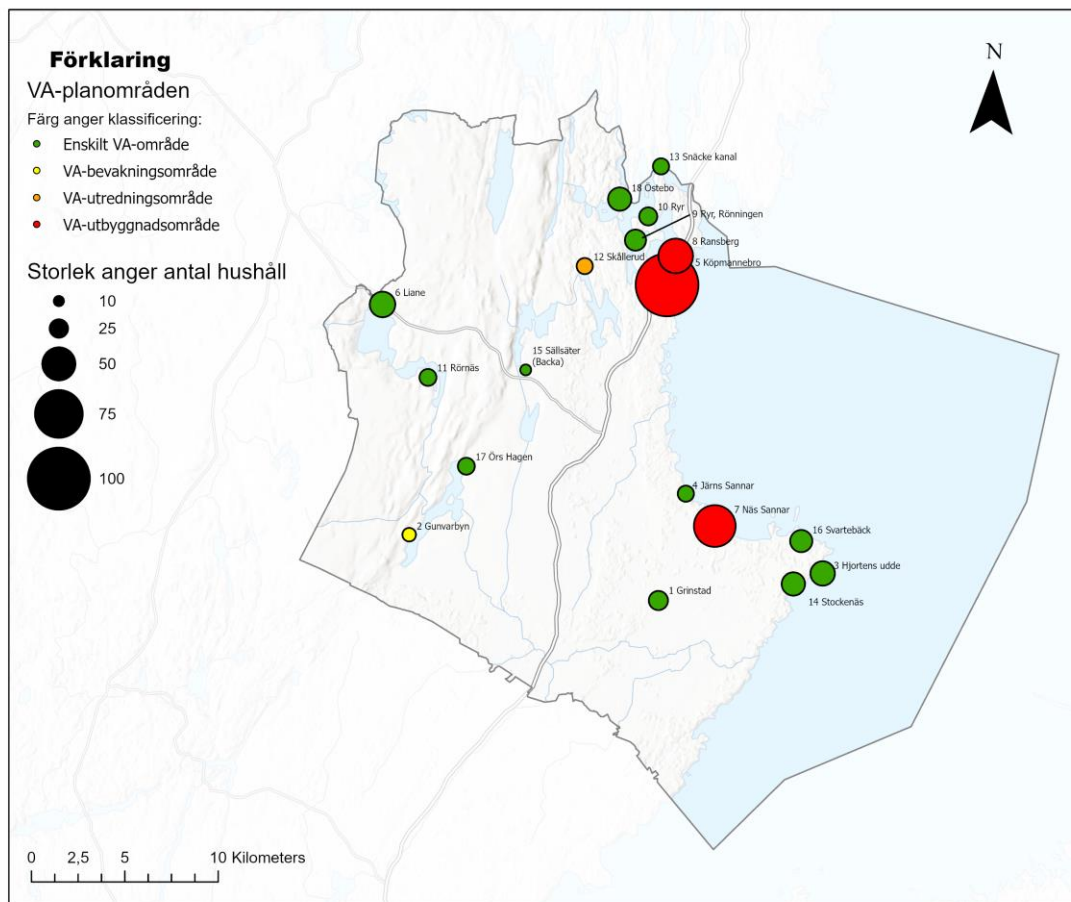 Förklaring
VA-planområden
Färg anger klassificering:
Enskilt VA-område
VA-bevakningsområde
VA-utredningsområde
VA-utbyggnadsområde
Storlek anger antal hushåll
10
25
50
75
100
N
13 Snäcke kanal
18 Östebo
10 Ryr
9 Ryr, Rönningen
8 Ransberg
12 Skållerud
5 Köpmannebro
6 Liane
15 Sällsäter
(Backa)
11 Rörnäs
17 Örs Hagen
4 Järns Sannar
7 Näs Sannar
2 Gunvarbyn
16 Svartebäck
3 Hjortens udde
14 Stockenäs
1 Grinstad
0 2,5 5 10 Kilometers